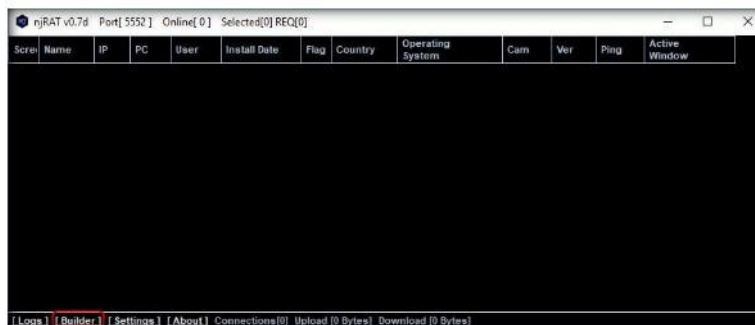 njRAT v0.7d Port[ 5552 ] Online[ 0 ] Selected[0] REQ[0]
Scree Name IP PC User Install Date Flag Country Operating System Cam Ver Ping Active Window
[ Logs ] [ Builder ] [ Settings ] [ About ] Connections[0] Upload [0 Bytes] Download [0 Bytes]